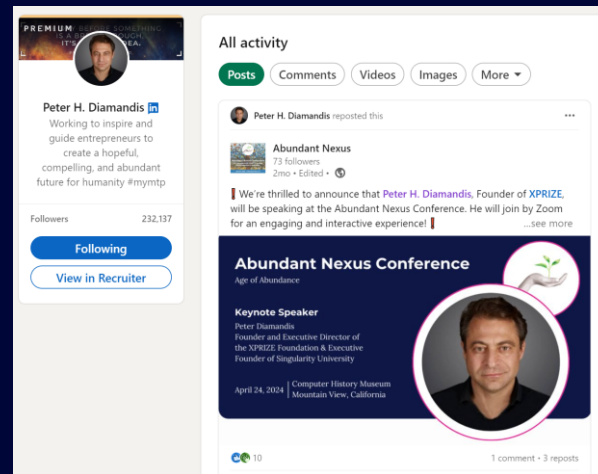 PREMIUM
IS A B
IT'S
IDEA.
Peter H. Diamandis in
Working to inspire and
guide entrepreneurs to
create a hopeful,
compelling, and abundant
future for humanity #mymtp
Followers 232,137
Following
View in Recruiter
All activity
Posts Comments Videos Images More
Peter H. Diamandis reposted this
Abundant Nexus
73 followers
2mo • Edited •
We're thrilled to announce that Peter H. Diamandis, Founder of XPRIZE,
will be speaking at the Abundant Nexus Conference. He will join by Zoom
for an engaging and interactive experience! ...see more
Abundant Nexus Conference
Age of Abundance
Keynote Speaker
Peter Diamandis
Founder and Executive Director of
the XPRIZE Foundation & Executive
Founder of Singularity University
April 24, 2024 | Computer History Museum
Mountain View, California
10 1 comment • 3 reposts